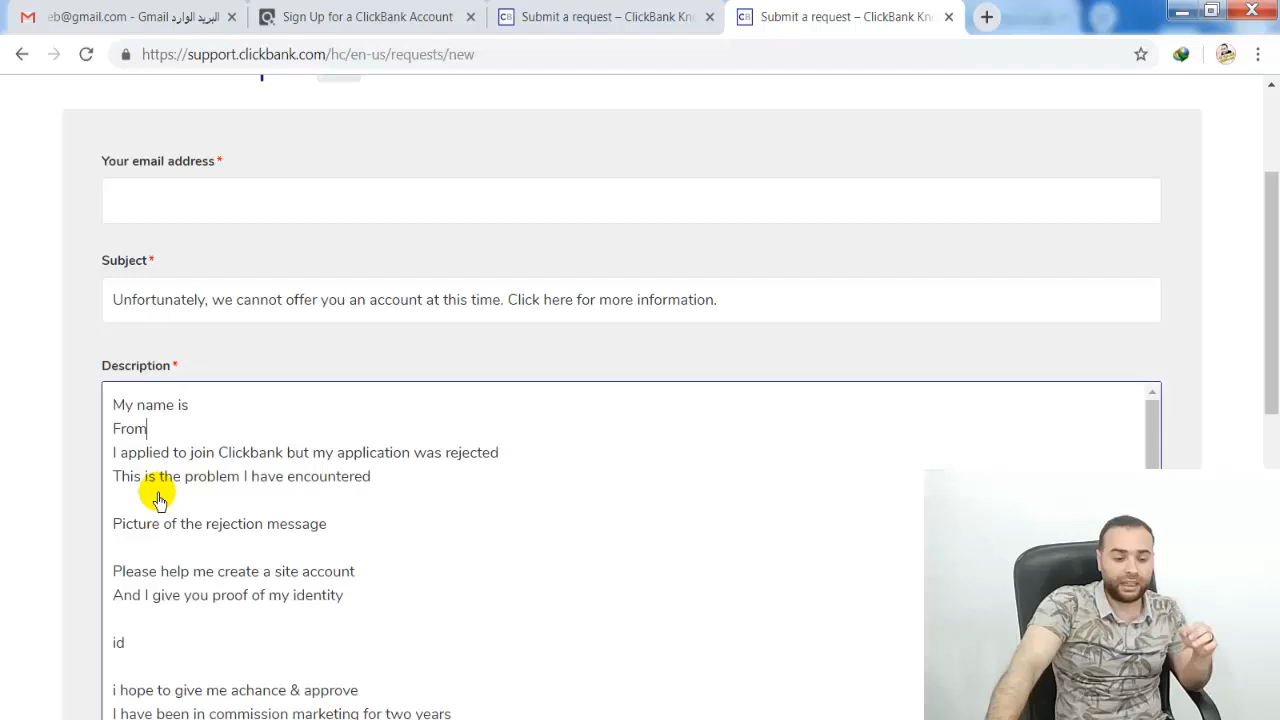 eb@gmail.com - Gmail البريد الوارد
Sign Up for a ClickBank Account
Submit a request – ClickBank Kn
Submit a request – ClickBank Kn
https://support.clickbank.com/hc/en-us/requests/new
Your email address*
Subject*
Unfortunately, we cannot offer you an account at this time. Click here for more information.
Description*
My name is
From
I applied to join Clickbank but my application was rejected
This is the problem I have encountered
Picture of the rejection message
Please help me create a site account
And I give you proof of my identity
id
i hope to give me achance & approve
I have been in commission marketing for two years